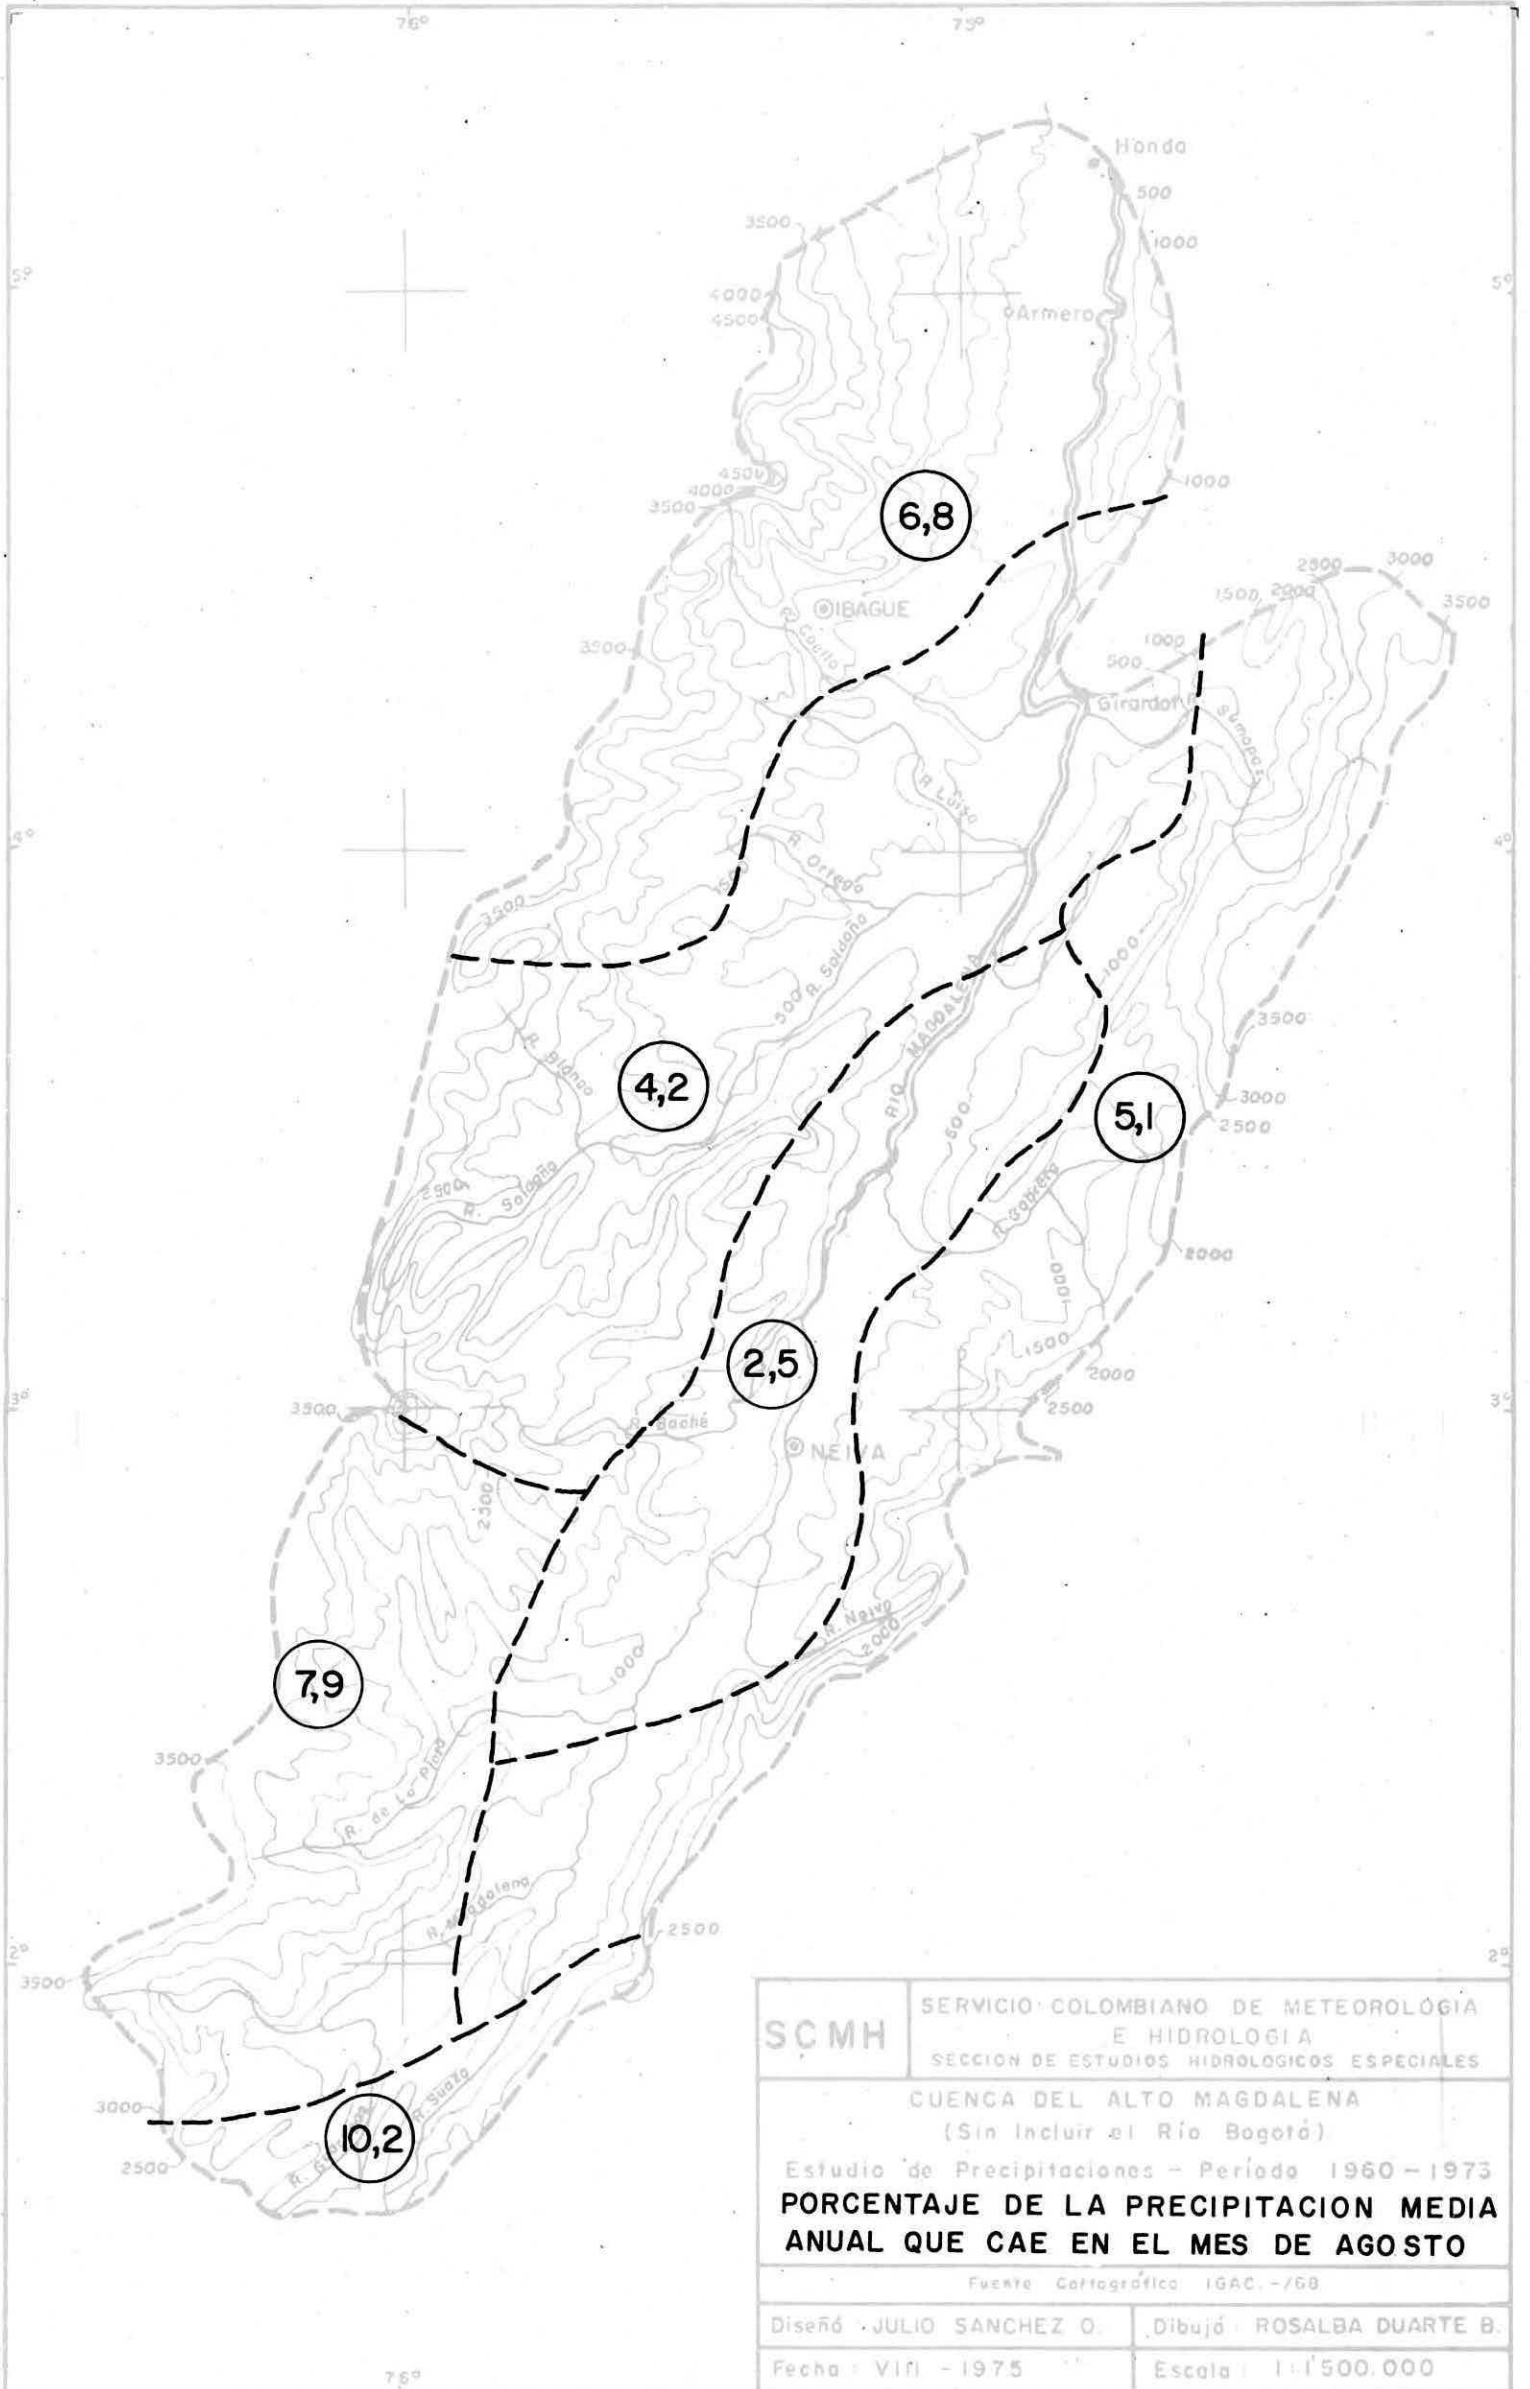 76°
75°
Honda
500
3500
1000
5°
5°
4000
4500
Armero
4500
4000
1000
3500
6,8
2500
3000
1500
2000
3500
IBAGUE
R. Coello
3500
1000
500
Girardot
Sumapaz
R. Luisa
4°
4°
R. Ortega
1500
3500
R. Saldaña
1000
500
RIO MAGDALENA
3500
R. Blanco
4,2
3000
5,1
2500
500
2500
R. Saldaña
R. Cabrera
2000
1000
2,5
1500
2000
3°
3500
2500
3°
R. Baché
NEIVA
2500
R. Neiva
2000
1000
7,9
3500
R. de La Plata
R. Magdalena
2500
2°
2°
3500
3000
R. Suaza
10,2
2500
76°
SCMH
SERVICIO COLOMBIANO DE METEOROLOGIA
E HIDROLOGIA
SECCION DE ESTUDIOS HIDROLOGICOS ESPECIALES
CUENCA DEL ALTO MAGDALENA
(Sin Incluir el Río Bogotá)
Estudio de Precipitaciones - Período 1960-1973
PORCENTAJE DE LA PRECIPITACION MEDIA
ANUAL QUE CAE EN EL MES DE AGOSTO
Fuente Cartográfica IGAC.-/68
Diseñó JULIO SANCHEZ O.
Dibujó ROSALBA DUARTE B.
Fecha: VIII - 1975
Escala: 1:1'500.000